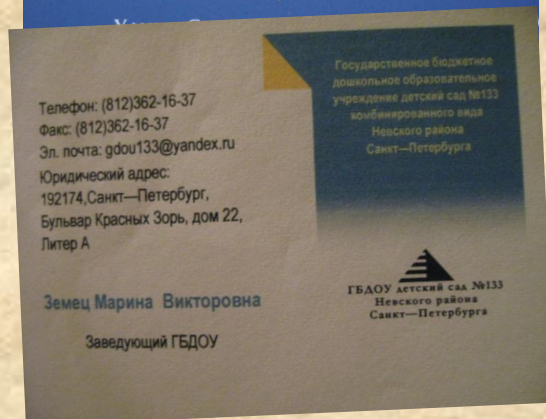 Телефон: (812)362-16-37
Факс: (812)362-16-37
Эл. почта: gdou133@yandex.ru
Юридический адрес:
192174,Санкт—Петербург,
Бульвар Красных Зорь, дом 22,
Литер А
Земец Марина Викторовна
Заведующий ГБДОУ
Государственное бюджетное
дошкольное образовательное
учреждение детский сад №133
комбинированного вида
Невского района
Санкт—Петербурга
ГБДОУ детский сад №133
Невского района
Санкт—Петербурга